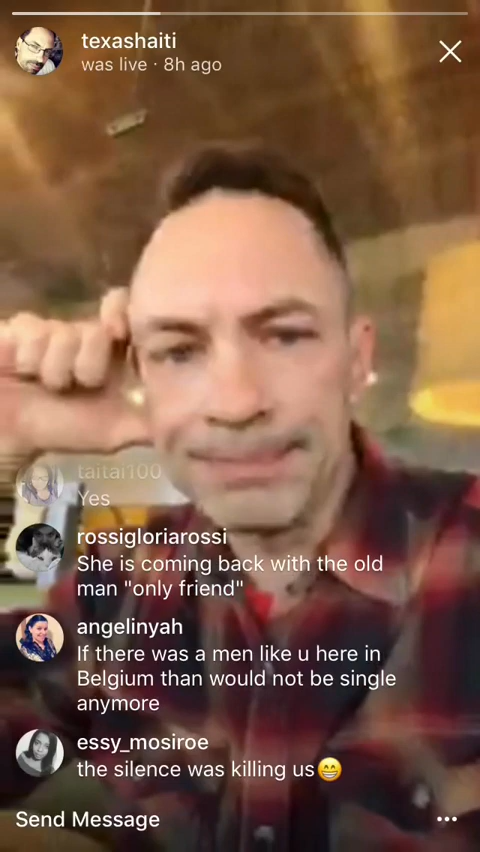 texashaiti
was live · 8h ago
taitai100
Yes
rossigloriarossi
She is coming back with the old
man "only friend"
angelinyah
If there was a men like u here in
Belgium than would not be single
anymore
essy_mosiroe
the silence was killing us😁
Send Message